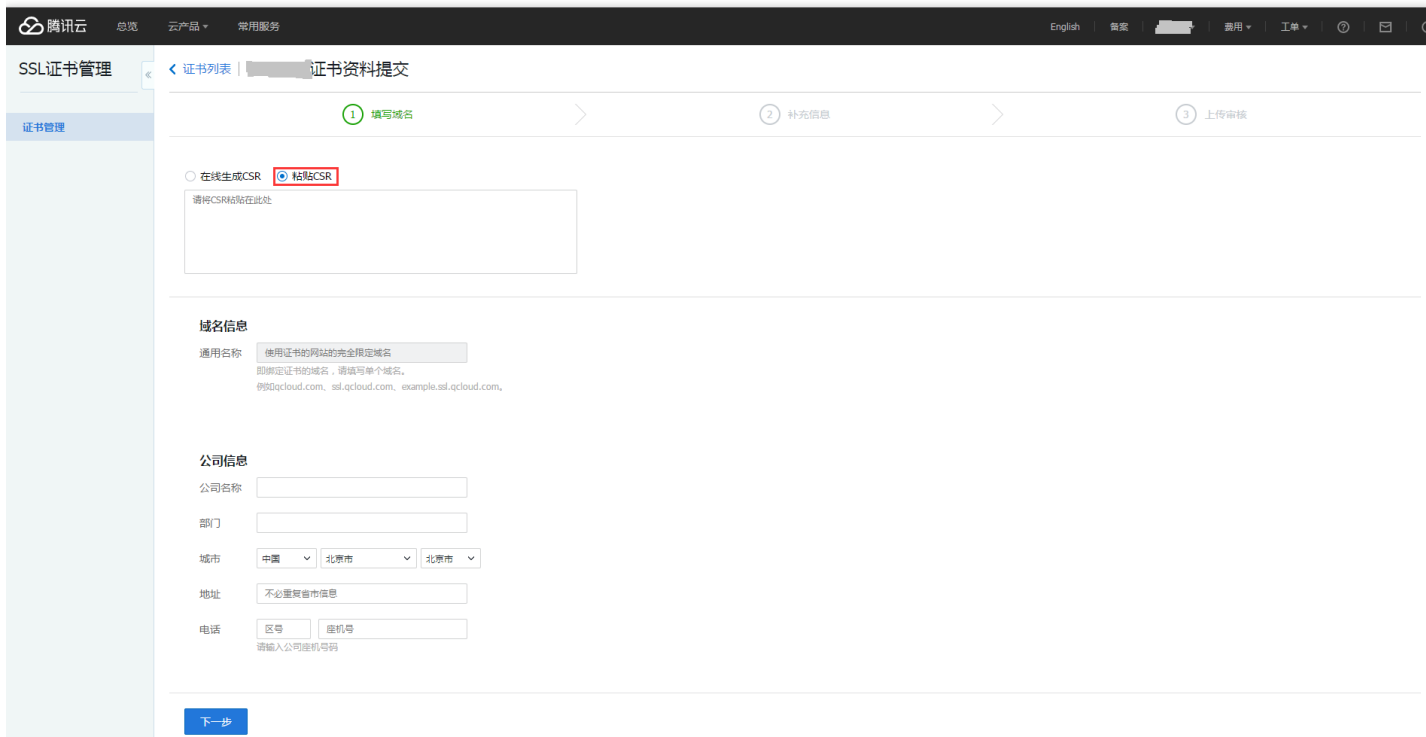 腾讯云 总览 云产品 常用服务 English 备案 费用 工单
SSL证书管理
« 证书列表 | 证书资料提交
证书管理
1 填写域名 2 补充信息 3 上传审核
在线生成CSR 粘贴CSR
请将CSR粘贴在此处
域名信息
通用名称 使用证书的网站的完全限定域名
即绑定证书的域名，请填写单个域名。
例如qcloud.com、ssl.qcloud.com、example.ssl.qcloud.com。
公司信息
公司名称
部门
城市 中国 北京市 北京市
地址 不必重复省市信息
电话 区号 座机号
请输入公司座机号码
下一步